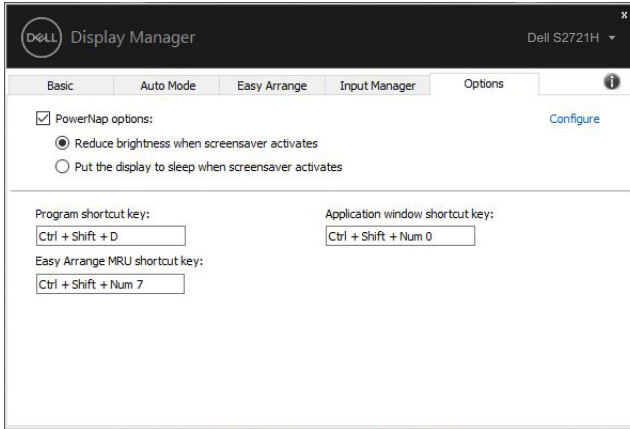 DELL Display Manager
Dell S2721H
x
Basic Auto Mode Easy Arrange Input Manager Options
PowerNap options: Configure
Reduce brightness when screensaver activates
Put the display to sleep when screensaver activates
Program shortcut key: Application window shortcut key:
Ctrl + Shift + D Ctrl + Shift + Num 0
Easy Arrange MRU shortcut key:
Ctrl + Shift + Num 7